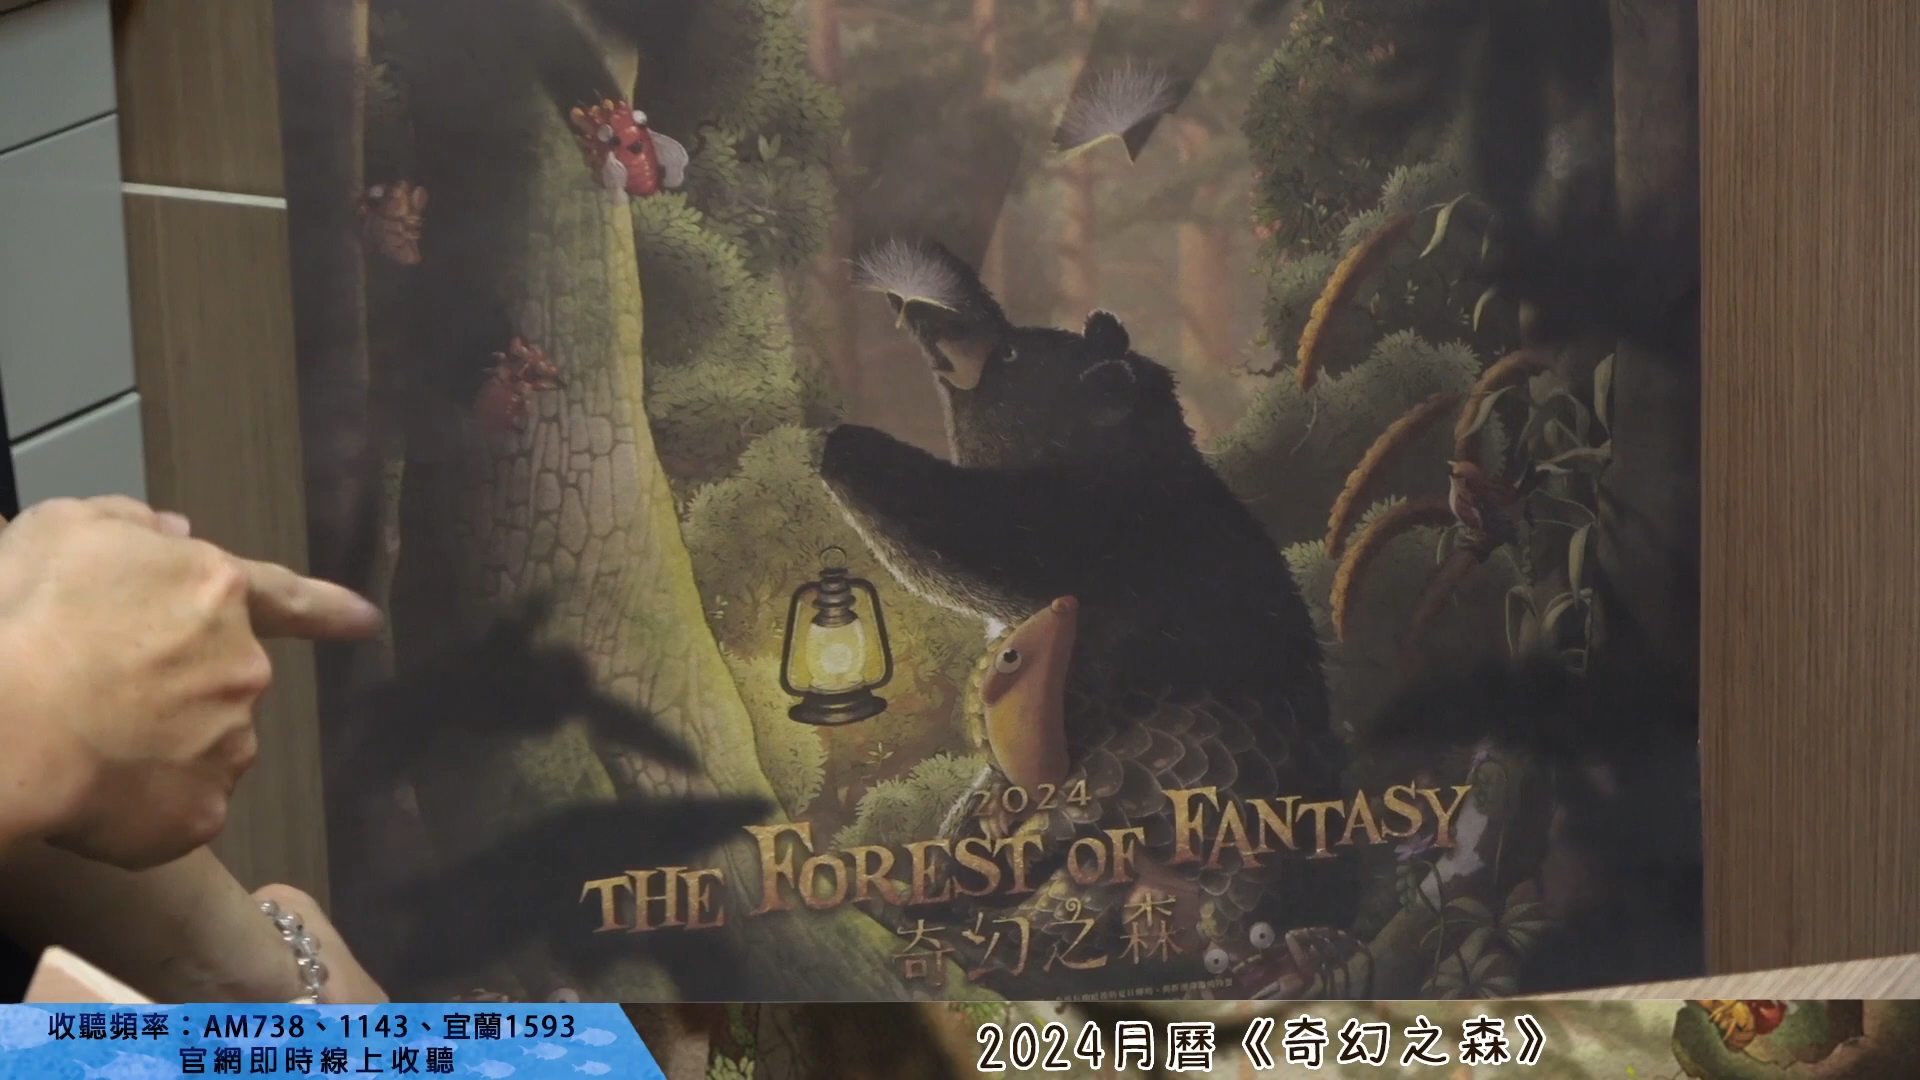 2024
THE FOREST OF FANTASY
奇幻之森
收聽頻率：AM738、1143、宜蘭1593
官網即時線上收聽
2024月曆《奇幻之森》